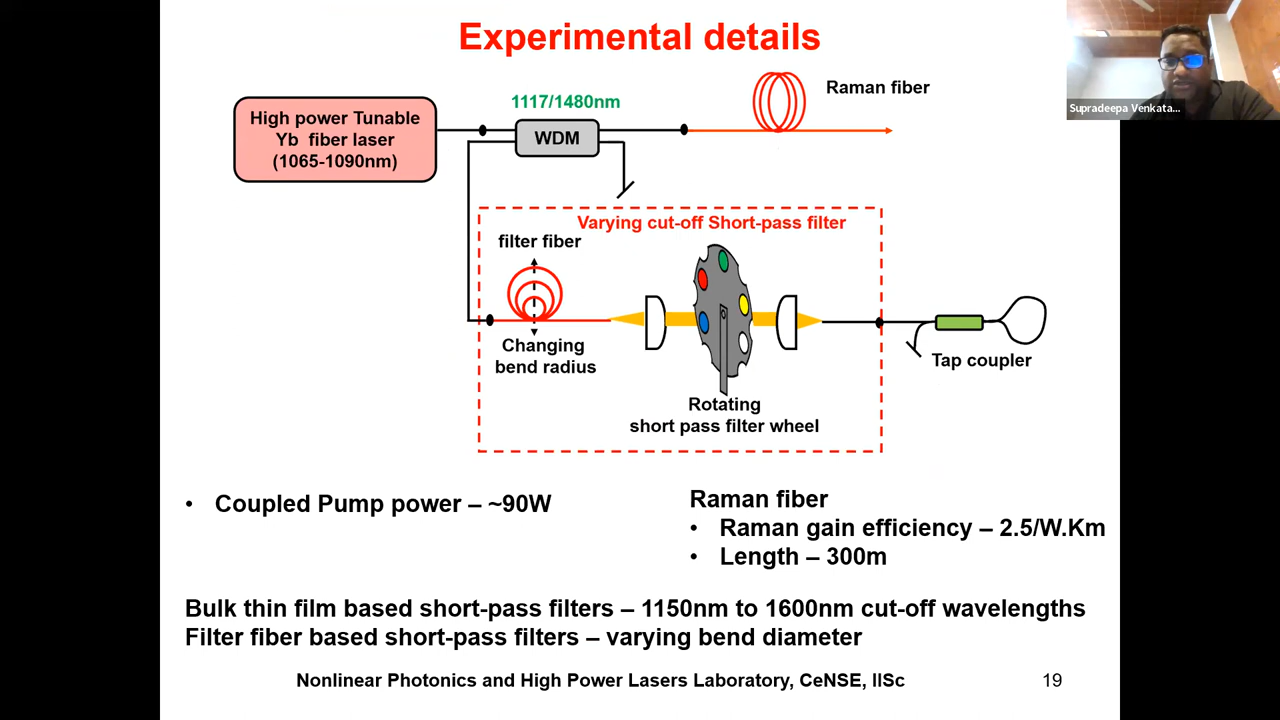 Experimental details
High power Tunable
Yb fiber laser
(1065-1090nm)
1117/1480nm
WDM
Raman fiber
Supradeepa Venkata...
Varying cut-off Short-pass filter
filter fiber
Changing
bend radius
Rotating
short pass filter wheel
Tap coupler
• Coupled Pump power – ~90W
Raman fiber
• Raman gain efficiency – 2.5/W.Km
• Length – 300m
Bulk thin film based short-pass filters – 1150nm to 1600nm cut-off wavelengths
Filter fiber based short-pass filters – varying bend diameter
Nonlinear Photonics and High Power Lasers Laboratory, CeNSE, IISc
19